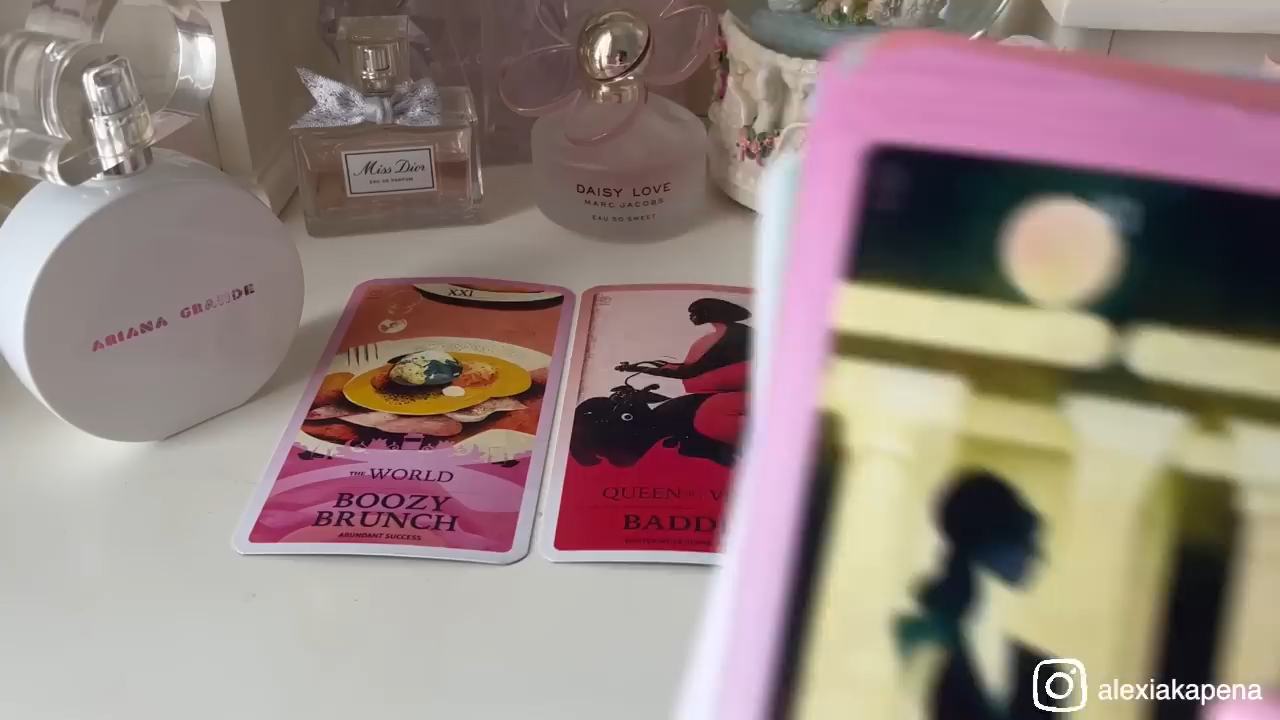 Miss Dior
EAU DE PARFUM
DAISY LOVE
MARC JACOBS
EAU SO SWEET
ARIANA GRANDE
XXI
THE WORLD
BOOZY
BRUNCH
ABUNDANT SUCCESS
QUEEN
BADD
alexiakapena